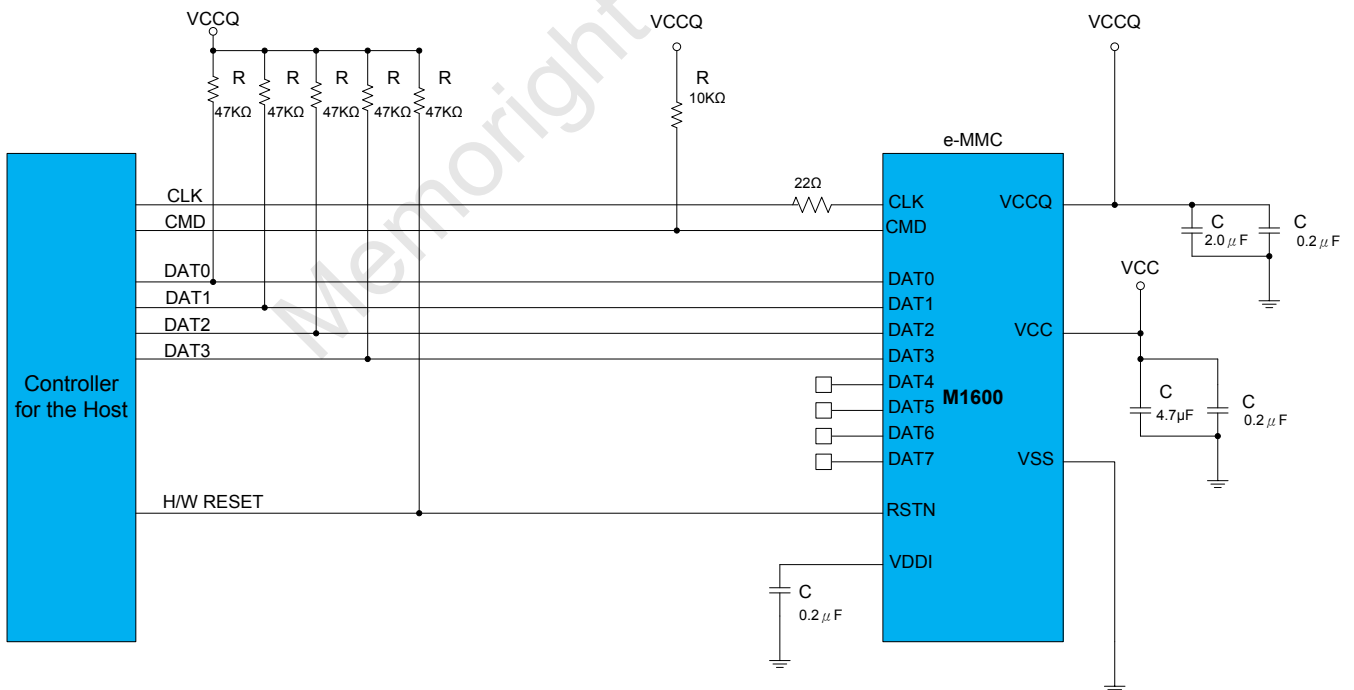 VCCQ
VCCQ
VCCQ
R
R
R
R
R
47KΩ
47KΩ
47KΩ
47KΩ
47KΩ
R
10KΩ
Memoright
e-MMC
CLK
CMD
DAT0
DAT1
DAT2
DAT3
H/W RESET
Controller
for the Host
22Ω
CLK
CMD
DAT0
DAT1
DAT2
DAT3
DAT4
DAT5
DAT6
DAT7
RSTN
VDDI
M1600
VCCQ
VCC
VSS
C
2.0μF
C
0.2μF
VCC
C
4.7μF
C
0.2μF
C
0.2μF